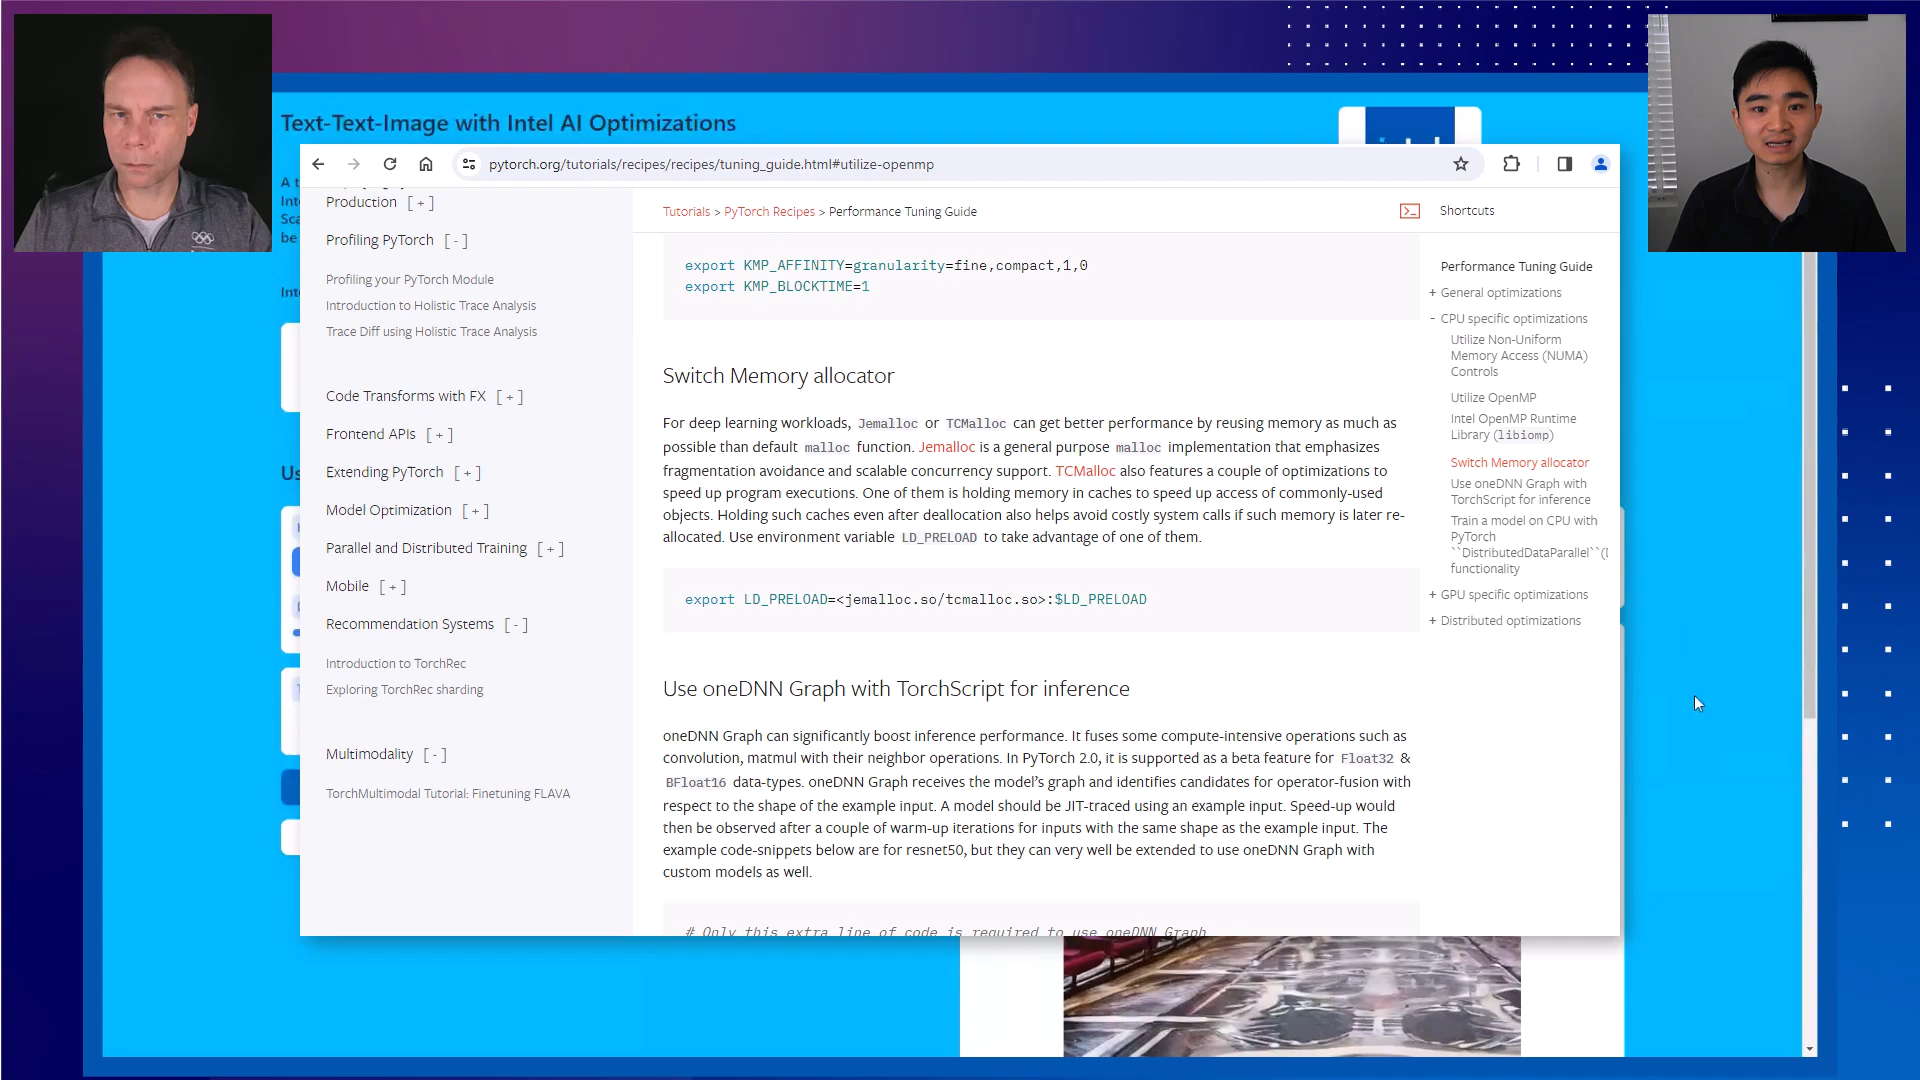 Text-Text-Image with Intel AI Optimizations
A t
Int
Sca
be
Int
Us
pytorch.org/tutorials/recipes/recipes/tuning_guide.html#utilize-openmp
Production [ + ]
Profiling PyTorch [ - ]
Profiling your PyTorch Module
Introduction to Holistic Trace Analysis
Trace Diff using Holistic Trace Analysis
Code Transforms with FX [ + ]
Frontend APIs [ + ]
Extending PyTorch [ + ]
Model Optimization [ + ]
Parallel and Distributed Training [ + ]
Mobile [ + ]
Recommendation Systems [ - ]
Introduction to TorchRec
Exploring TorchRec sharding
Multimodality [ - ]
TorchMultimodal Tutorial: Finetuning FLAVA
Tutorials > PyTorch Recipes > Performance Tuning Guide
export KMP_AFFINITY=granularity=fine,compact,1,0
export KMP_BLOCKTIME=1
Switch Memory allocator
For deep learning workloads, Jemalloc or TCMalloc can get better performance by reusing memory as much as
possible than default malloc function. Jemalloc is a general purpose malloc implementation that emphasizes
fragmentation avoidance and scalable concurrency support. TCMalloc also features a couple of optimizations to
speed up program executions. One of them is holding memory in caches to speed up access of commonly-used
objects. Holding such caches even after deallocation also helps avoid costly system calls if such memory is later re-
allocated. Use environment variable LD_PRELOAD to take advantage of one of them.
export LD_PRELOAD=<jemalloc.so/tcmalloc.so>:$LD_PRELOAD
Use oneDNN Graph with TorchScript for inference
oneDNN Graph can significantly boost inference performance. It fuses some compute-intensive operations such as
convolution, matmul with their neighbor operations. In PyTorch 2.0, it is supported as a beta feature for Float32 &
BFloat16 data-types. oneDNN Graph receives the model's graph and identifies candidates for operator-fusion with
respect to the shape of the example input. A model should be JIT-traced using an example input. Speed-up would
then be observed after a couple of warm-up iterations for inputs with the same shape as the example input. The
example code-snippets below are for resnet50, but they can very well be extended to use oneDNN Graph with
custom models as well.
# Only this extra line of code is required to use oneDNN Graph
Shortcuts
Performance Tuning Guide
+ General optimizations
- CPU specific optimizations
Utilize Non-Uniform
Memory Access (NUMA)
Controls
Utilize OpenMP
Intel OpenMP Runtime
Library (libiomp)
Switch Memory allocator
Use oneDNN Graph with
TorchScript for inference
Train a model on CPU with
PyTorch
``DistributedDataParallel``(
functionality
+ GPU specific optimizations
+ Distributed optimizations